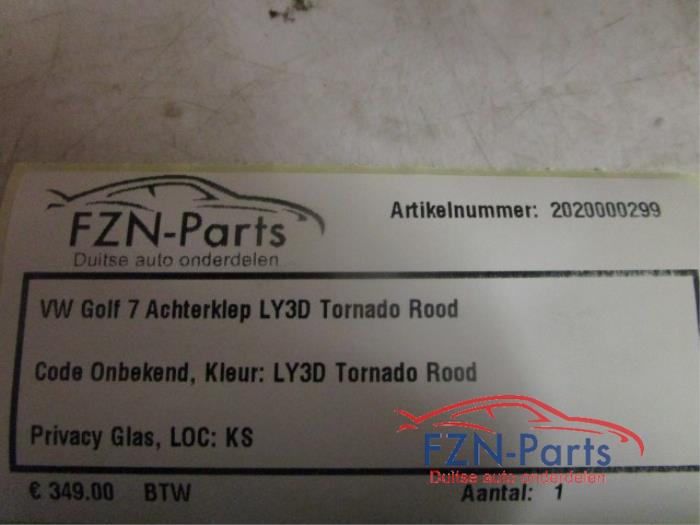 FZN-Parts
Duitse auto onderdelen
Artikelnummer: 2020000299
VW Golf 7 Achterklep LY3D Tornado Rood
Code Onbekend, Kleur: LY3D Tornado Rood
Privacy Glas, LOC: KS
FZN-Parts
Duitse auto onderdelen
€ 349.00 BTW
Aantal: 1